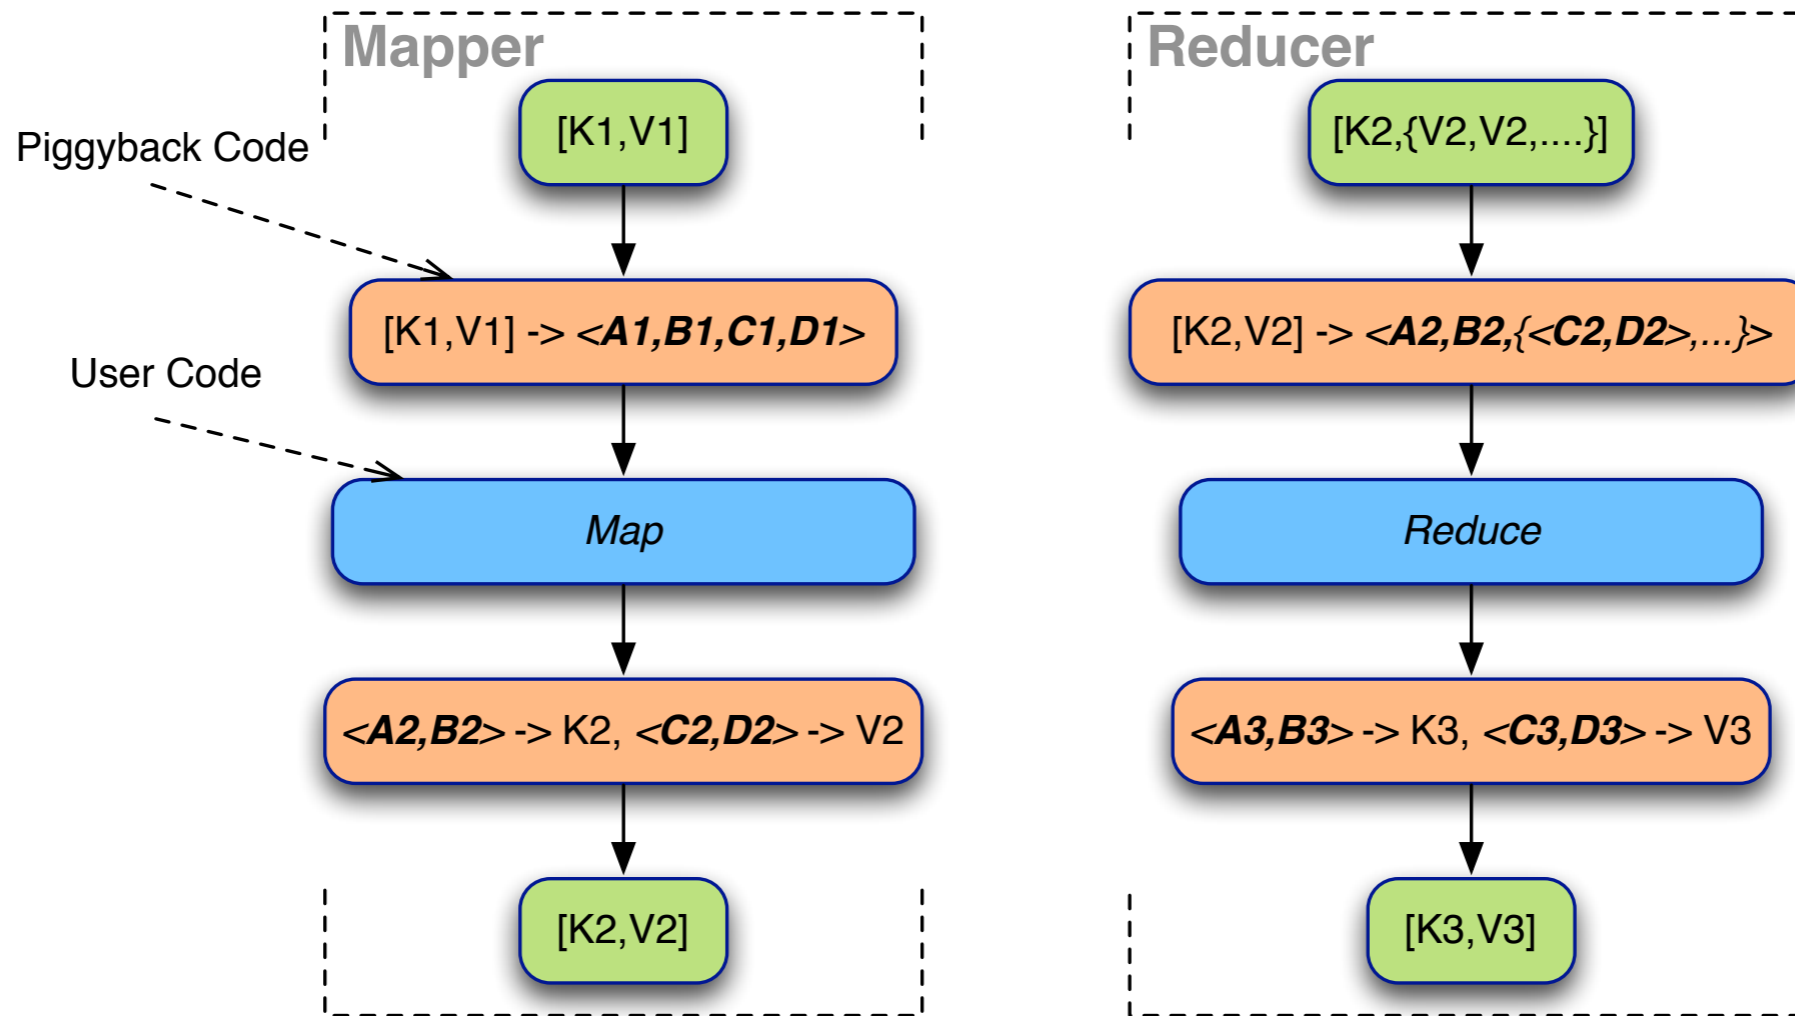 Mapper
[K1,V1]
Piggyback Code
[K1,V1] -> <A1,B1,C1,D1>
User Code
Map
<A2,B2> -> K2, <C2,D2> -> V2
[K2,V2]
Reducer
[K2,{V2,V2,....}]
[K2,V2] -> <A2,B2,{<C2,D2>,...}>
Reduce
<A3,B3> -> K3, <C3,D3> -> V3
[K3,V3]